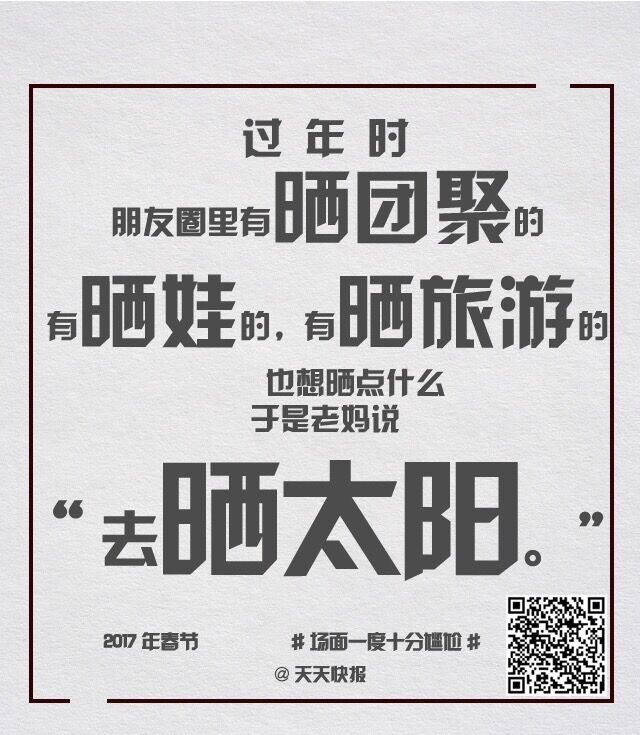 过年时
朋友圈里有晒团聚的
有晒娃的，有晒旅游的
也想晒点什么
于是老妈说
“去晒太阳。”
2017 年春节 #场面一度十分尴尬#
@天天快报